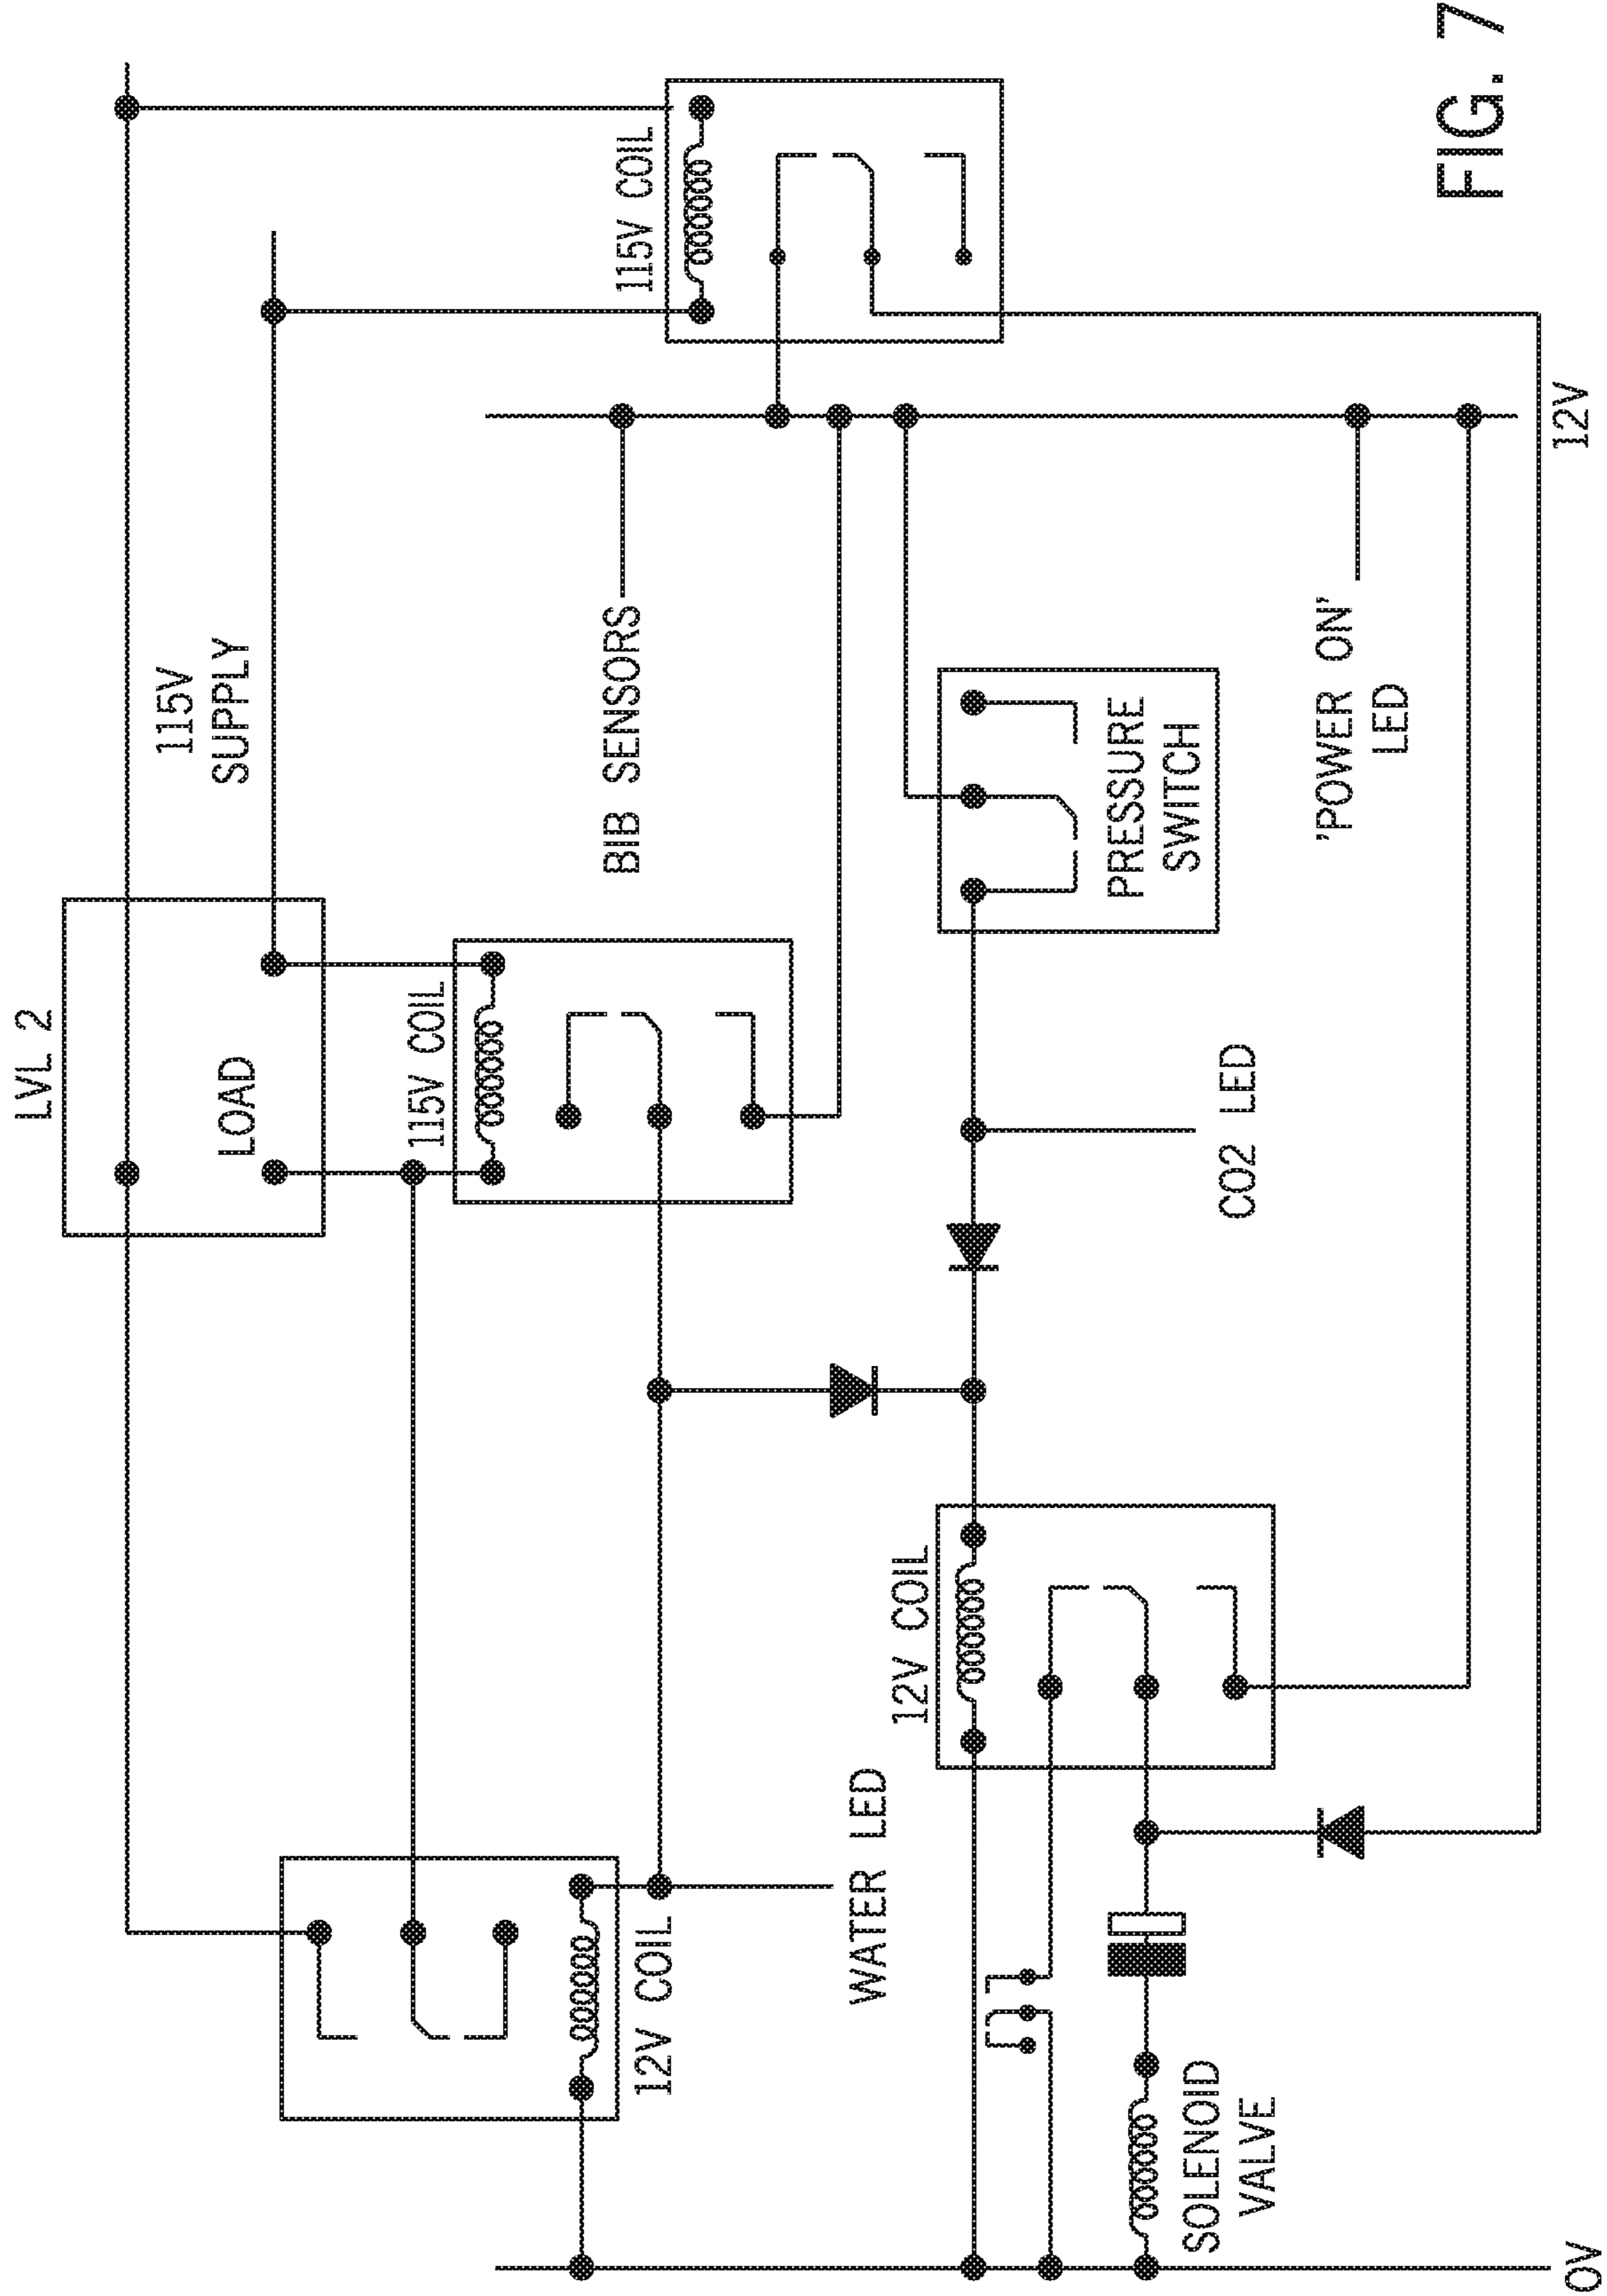 LVL 2
115V
SUPPLY
LOAD
115V COIL
115V COIL
BIB SENSORS
12V COIL
WATER LED
12V COIL
PRESSURE
SWITCH
CO2 LED
SOLENOID
VALVE
'POWER ON'
LED
12V
0V
FIG. 7